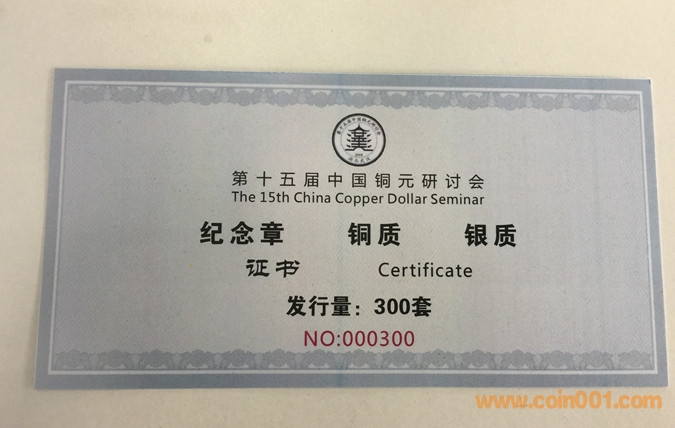 第十五届中国铜元研讨会
The 15th China Copper Dollar Seminar
纪念章 铜质 银质
证书 Certificate
发行量：300套
NO:000300
www.coin001.com